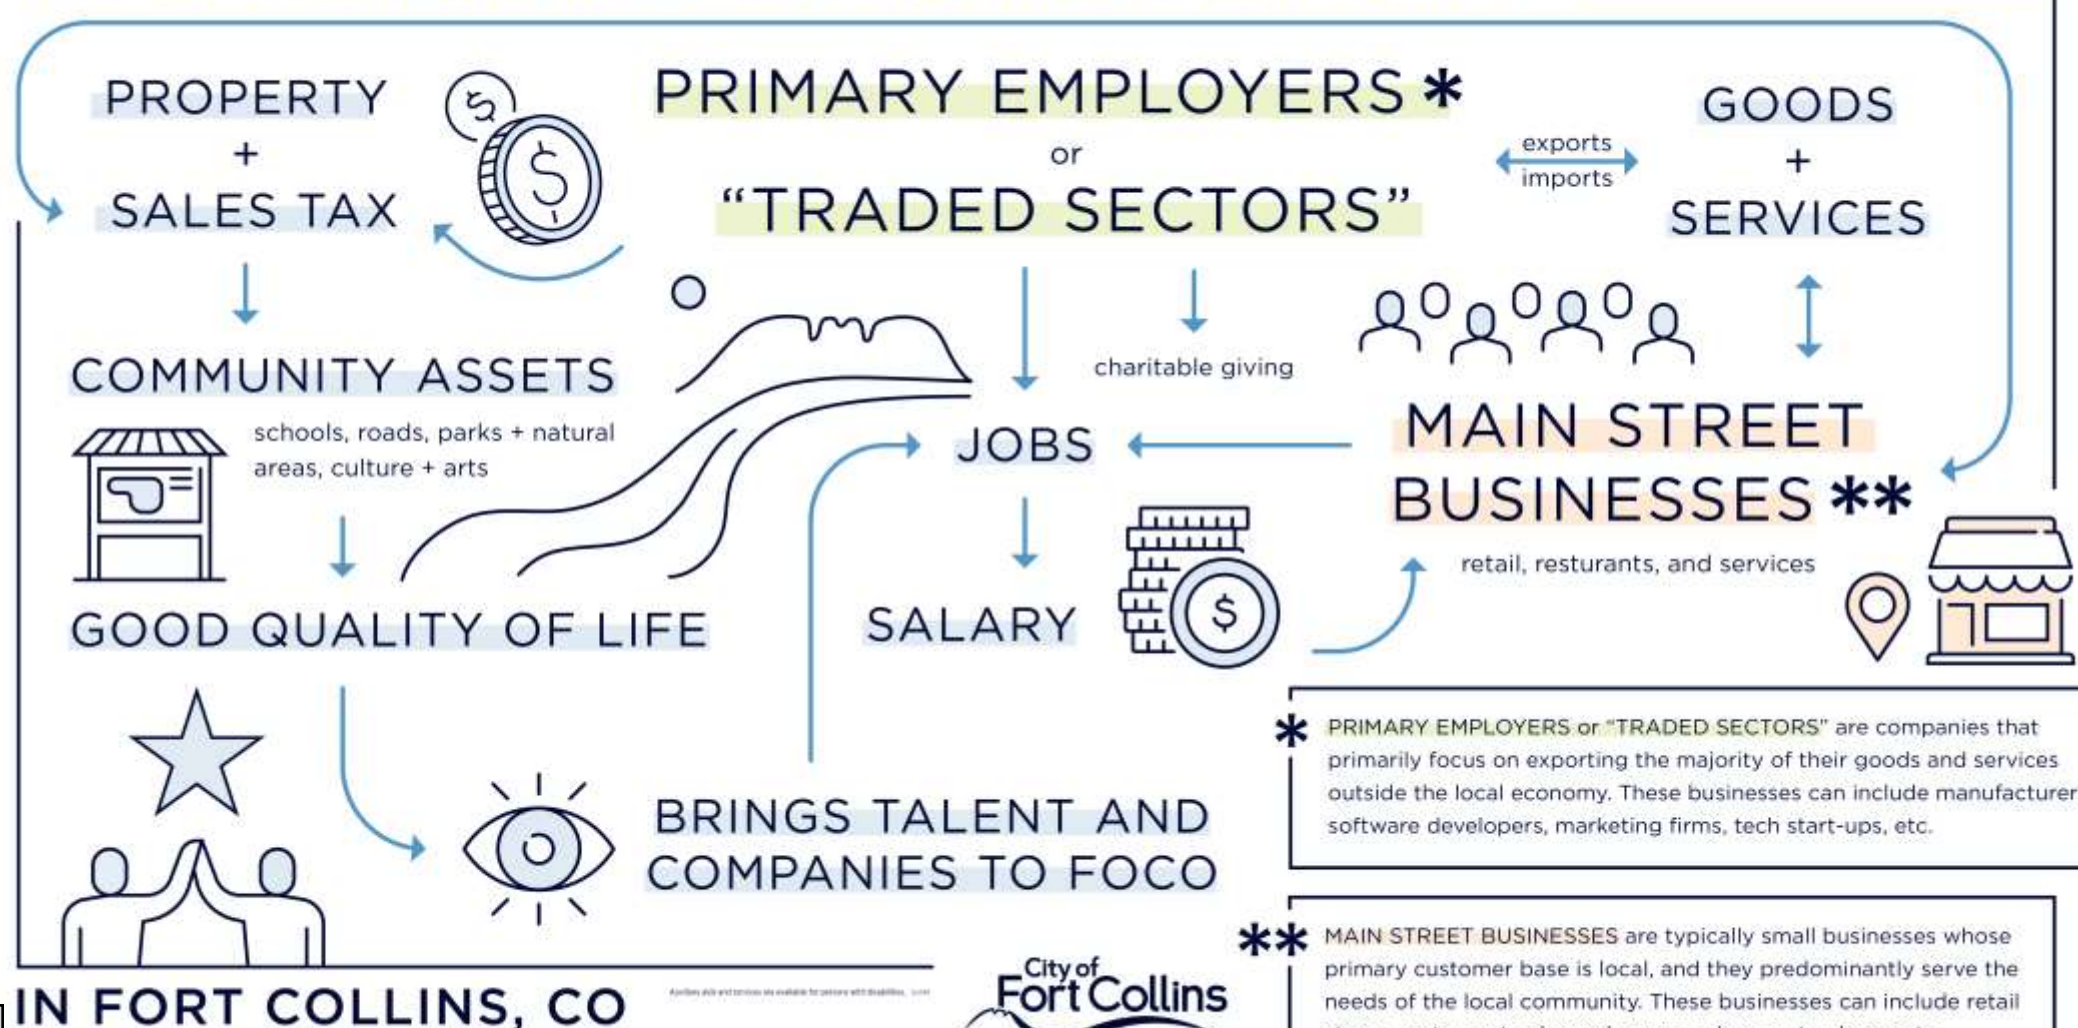 PROPERTY
+
SALES TAX
$
$
PRIMARY EMPLOYERS *
or
“TRADED SECTORS”
exports
imports
GOODS
+
SERVICES
COMMUNITY ASSETS
schools, roads, parks + natural
areas, culture + arts
charitable giving
JOBS
MAIN STREET
BUSINESSES **
retail, resturants, and services
GOOD QUALITY OF LIFE
SALARY
$
BRINGS TALENT AND
COMPANIES TO FOCO
* PRIMARY EMPLOYERS or “TRADED SECTORS” are companies that
primarily focus on exporting the majority of their goods and services
outside the local economy. These businesses can include manufacturer
software developers, marketing firms, tech start-ups, etc.
** MAIN STREET BUSINESSES are typically small businesses whose
primary customer base is local, and they predominantly serve the
needs of the local community. These businesses can include retail
IN FORT COLLINS, CO
City of
Fort Collins